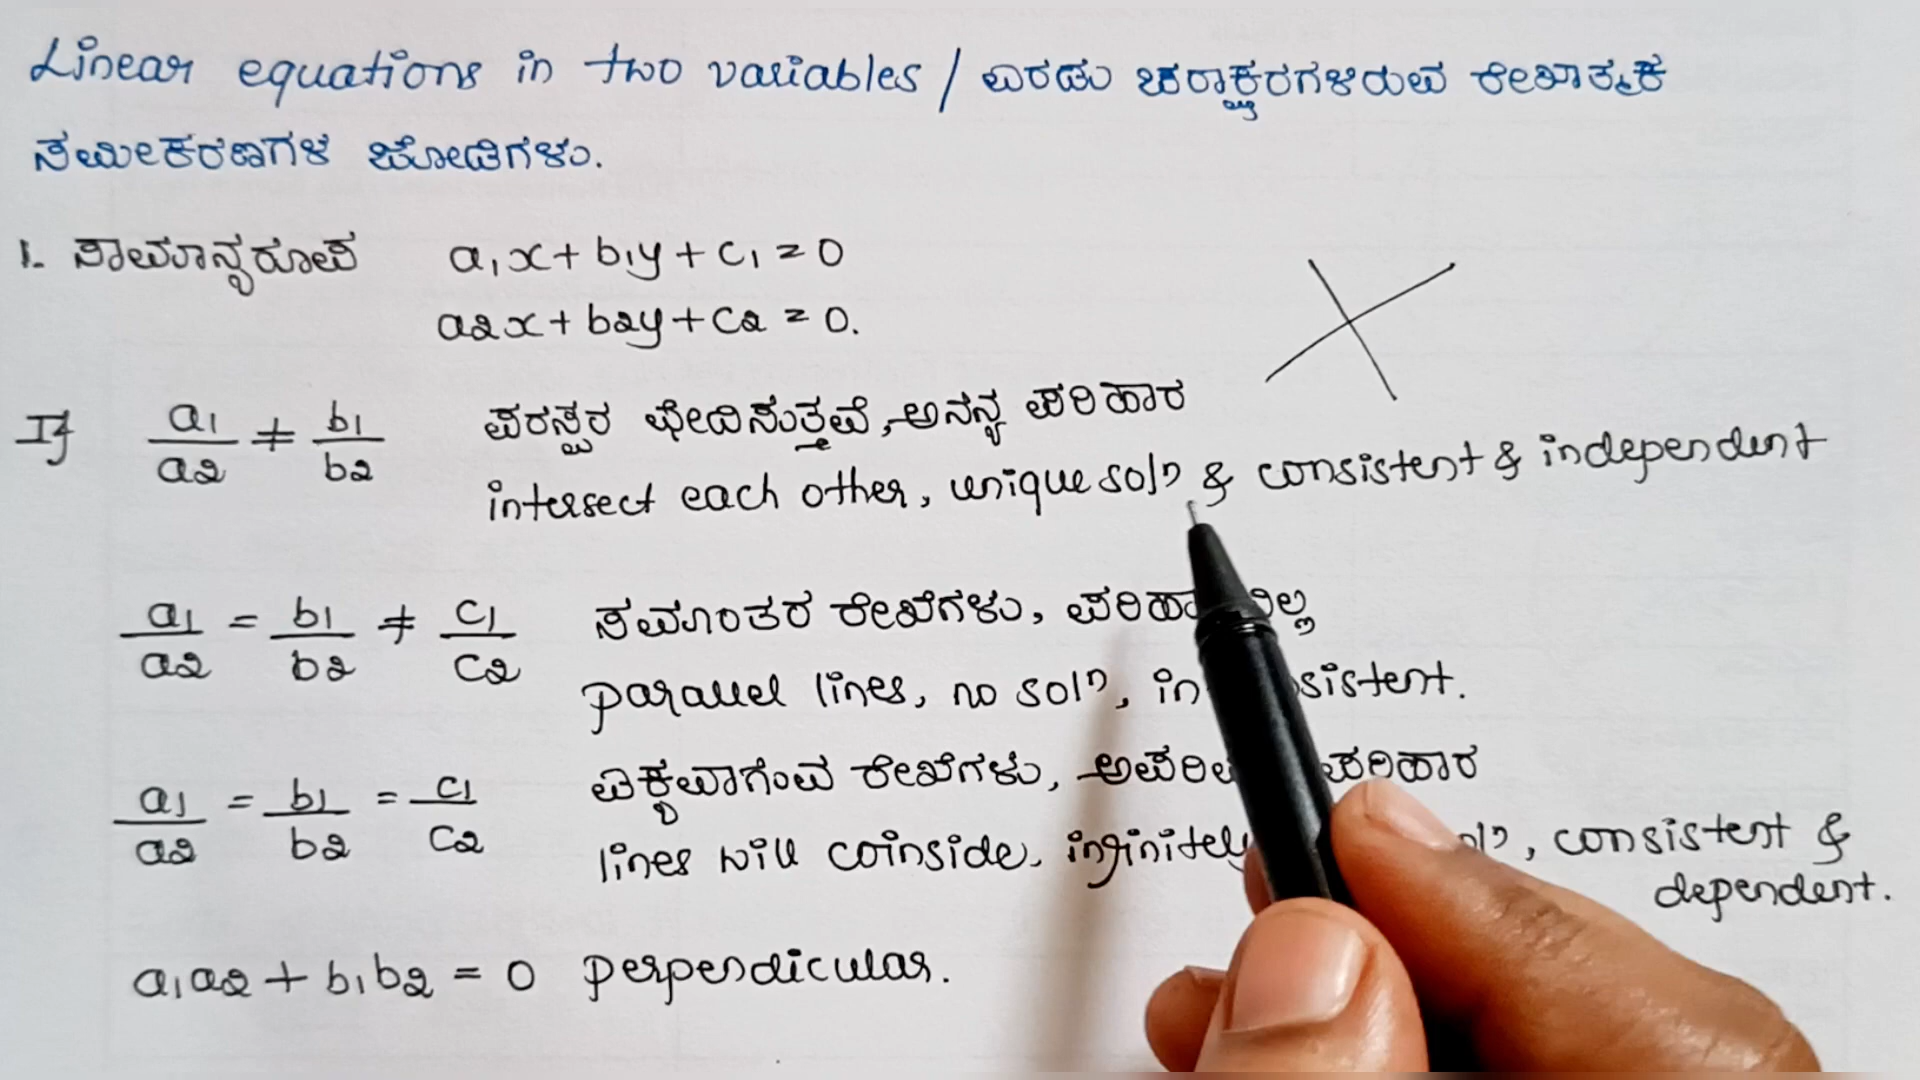 Linear equations in two variables / ಎರಡು ಚರಾಕ್ಷರಗಳಿರುವ ರೇಖಾತ್ಮಕ
ಸಮೀಕರಣಗಳ ಜೋಡಿಗಳು.
1. ಸಾಮಾನ್ಯರೂಪ a₁x + b₁y + c₁ = 0
a2x + b2y + c2 = 0.
If a1/a2 ≠ b1/b2 ಪರಸ್ಪರ ಛೇದಿಸುತ್ತವೆ, ಅನನ್ಯ ಪರಿಹಾರ
intersect each other, unique solⁿ & consistent & independent
a1/a2 = b1/b2 ≠ c1/c2 ಸಮಾಂತರ ರೇಖೆಗಳು,
parallel lines, no solⁿ,
a1/a2 = b1/b2 = c1/c2 ಐಕ್ಯವಾಗುವ ರೇಖೆಗಳು, ಪರಿಹಾರ
lines will coinside. infinitely , consistent &
dependent.
a₁a2 + b₁b2 = 0 perpendicular.